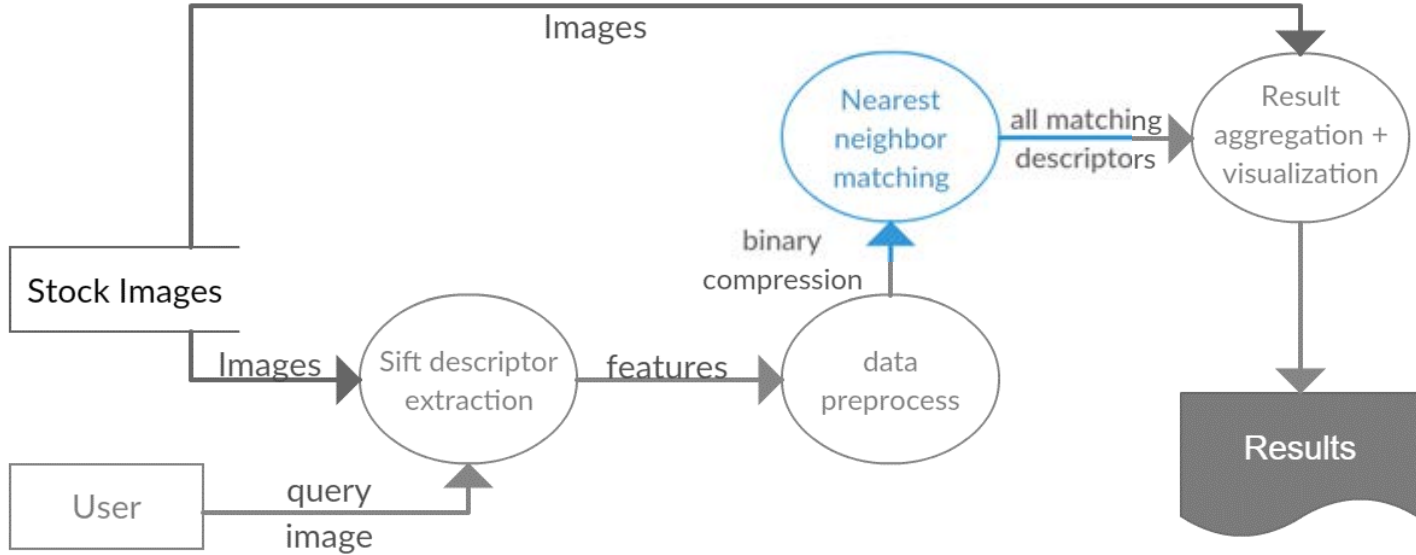 Images
Nearest
neighbor
matching
all matching
descriptors
Result
aggregation +
visualization
binary
compression
Stock Images
Images
Sift descriptor
extraction
features
data
preprocess
Results
User
query
image